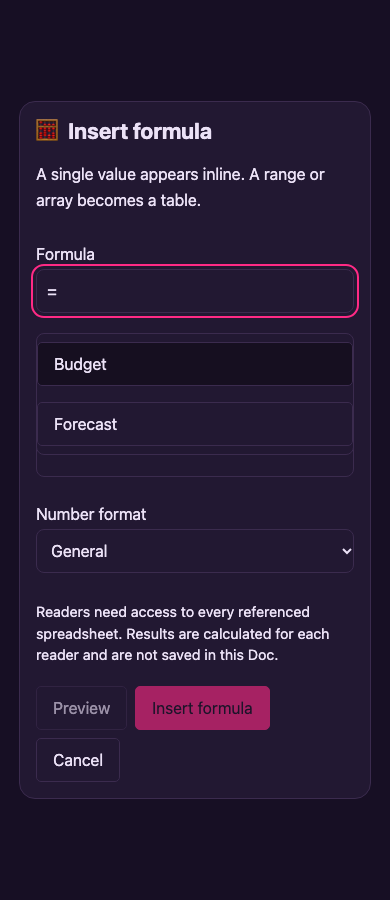 Insert formula
A single value appears inline. A range or
array becomes a table.
Formula
=
Budget
Forecast
Number format
General
Readers need access to every referenced
spreadsheet. Results are calculated for each
reader and are not saved in this Doc.
Preview
Insert formula
Cancel